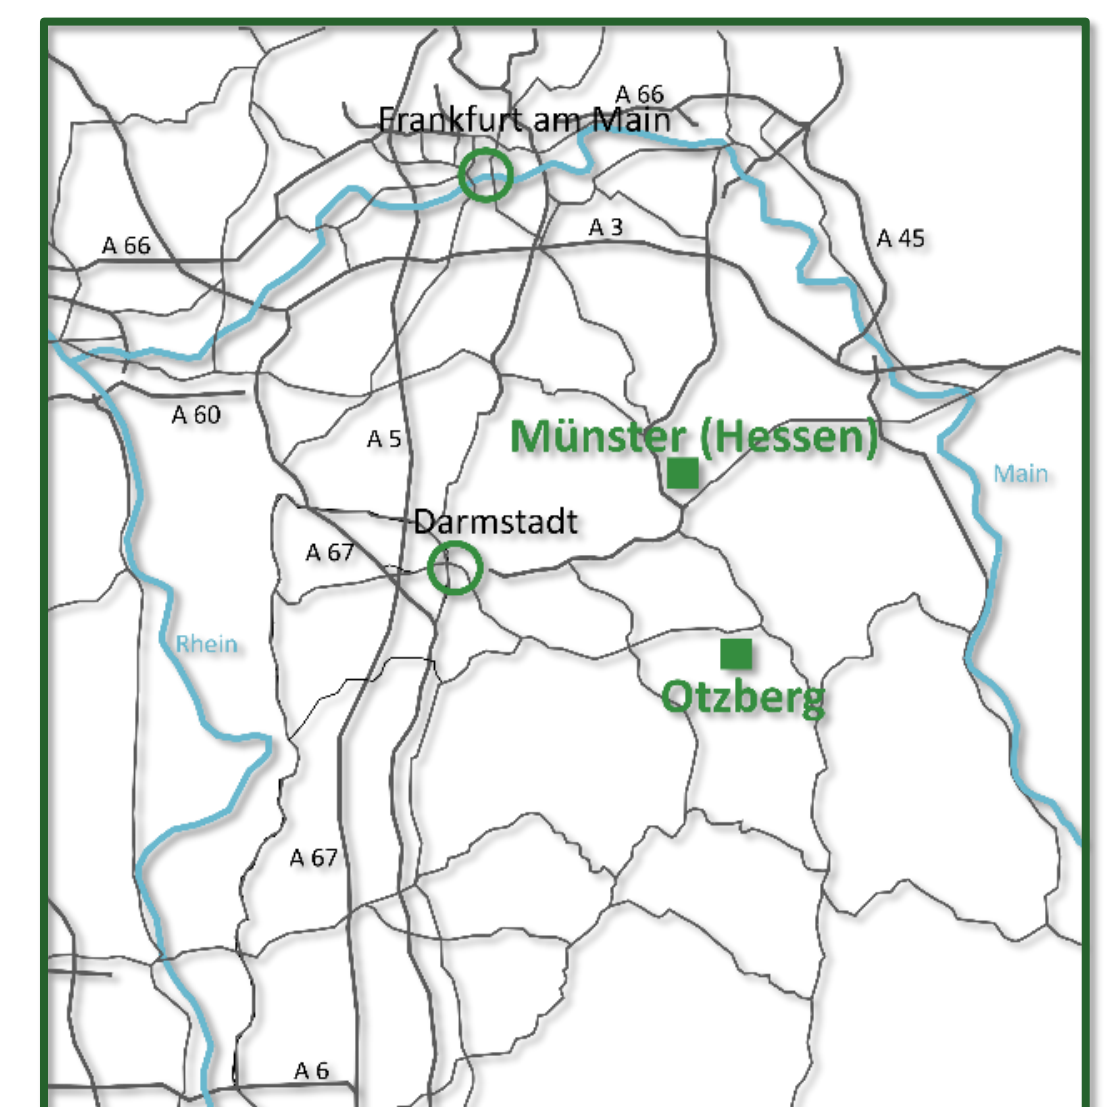 A 66
Frankfurt am Main
A 3
A 45
A 66
A 60
A 5
Münster (Hessen)
Main
Darmstadt
A 67
Rhein
Otzberg
A 67
A 6